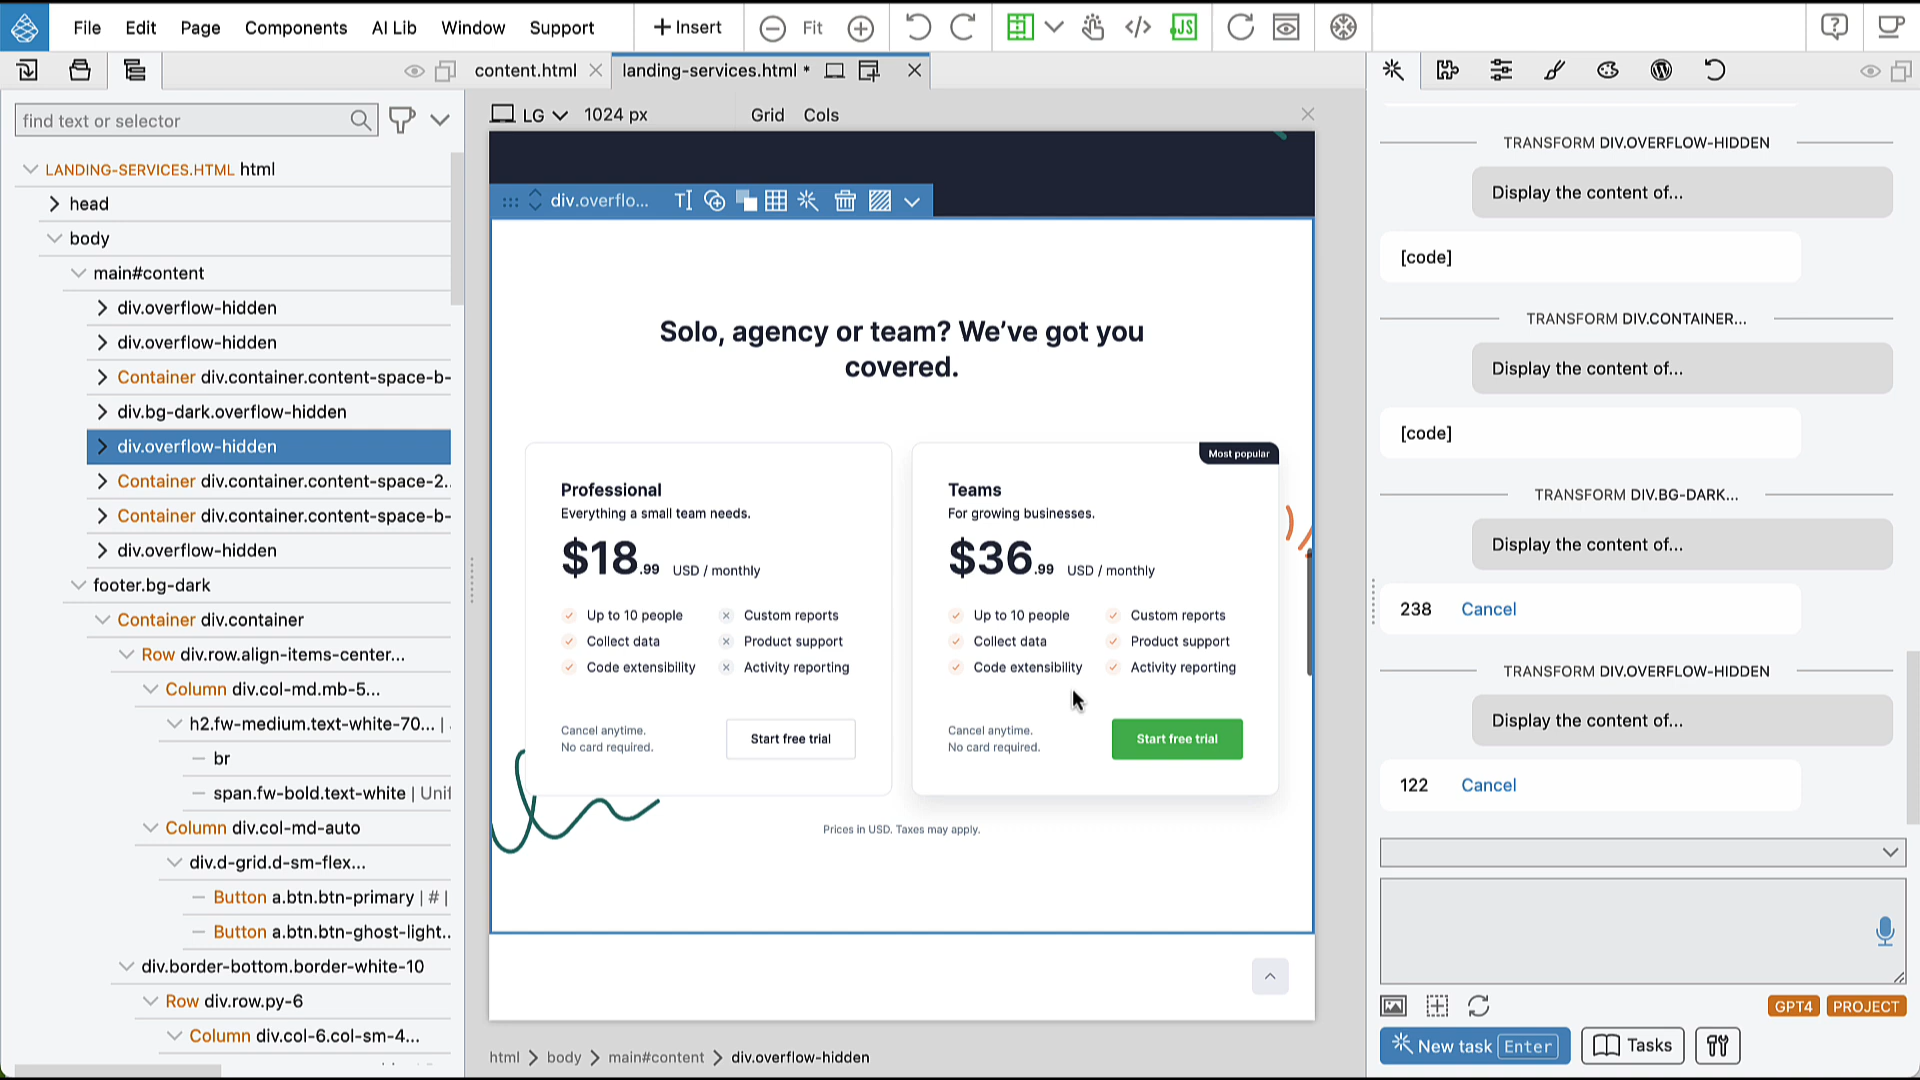 File Edit Page Components AI Lib Window Support + Insert Fit JS
content.html landing-services.html *
find text or selector
LG 1024 px Grid Cols
LANDING-SERVICES.HTML html
head
body
main#content
div.overflow-hidden
div.overflow-hidden
Container div.container.content-space-b-
div.bg-dark.overflow-hidden
div.overflow-hidden
Container div.container.content-space-2..
Container div.container.content-space-b-
div.overflow-hidden
footer.bg-dark
Container div.container
Row div.row.align-items-center...
Column div.col-md.mb-5...
h2.fw-medium.text-white-70... |
br
span.fw-bold.text-white | Unif
Column div.col-md-auto
div.d-grid.d-sm-flex...
Button a.btn.btn-primary | # |
Button a.btn.btn-ghost-light..
div.border-bottom.border-white-10
Row div.row.py-6
Column div.col-6.col-sm-4...
div.overflo...
Solo, agency or team? We’ve got you
covered.
Professional
Everything a small team needs.
$18.99 USD / monthly
Up to 10 people
Collect data
Code extensibility
Custom reports
Product support
Activity reporting
Cancel anytime.
No card required.
Start free trial
Most popular
Teams
For growing businesses.
$36.99 USD / monthly
Up to 10 people
Collect data
Code extensibility
Custom reports
Product support
Activity reporting
Cancel anytime.
No card required.
Start free trial
Prices in USD. Taxes may apply.
html > body > main#content > div.overflow-hidden
TRANSFORM DIV.OVERFLOW-HIDDEN
Display the content of...
[code]
TRANSFORM DIV.CONTAINER...
Display the content of...
[code]
TRANSFORM DIV.BG-DARK...
Display the content of...
238 Cancel
TRANSFORM DIV.OVERFLOW-HIDDEN
Display the content of...
122 Cancel
GPT4 PROJECT
New task Enter Tasks